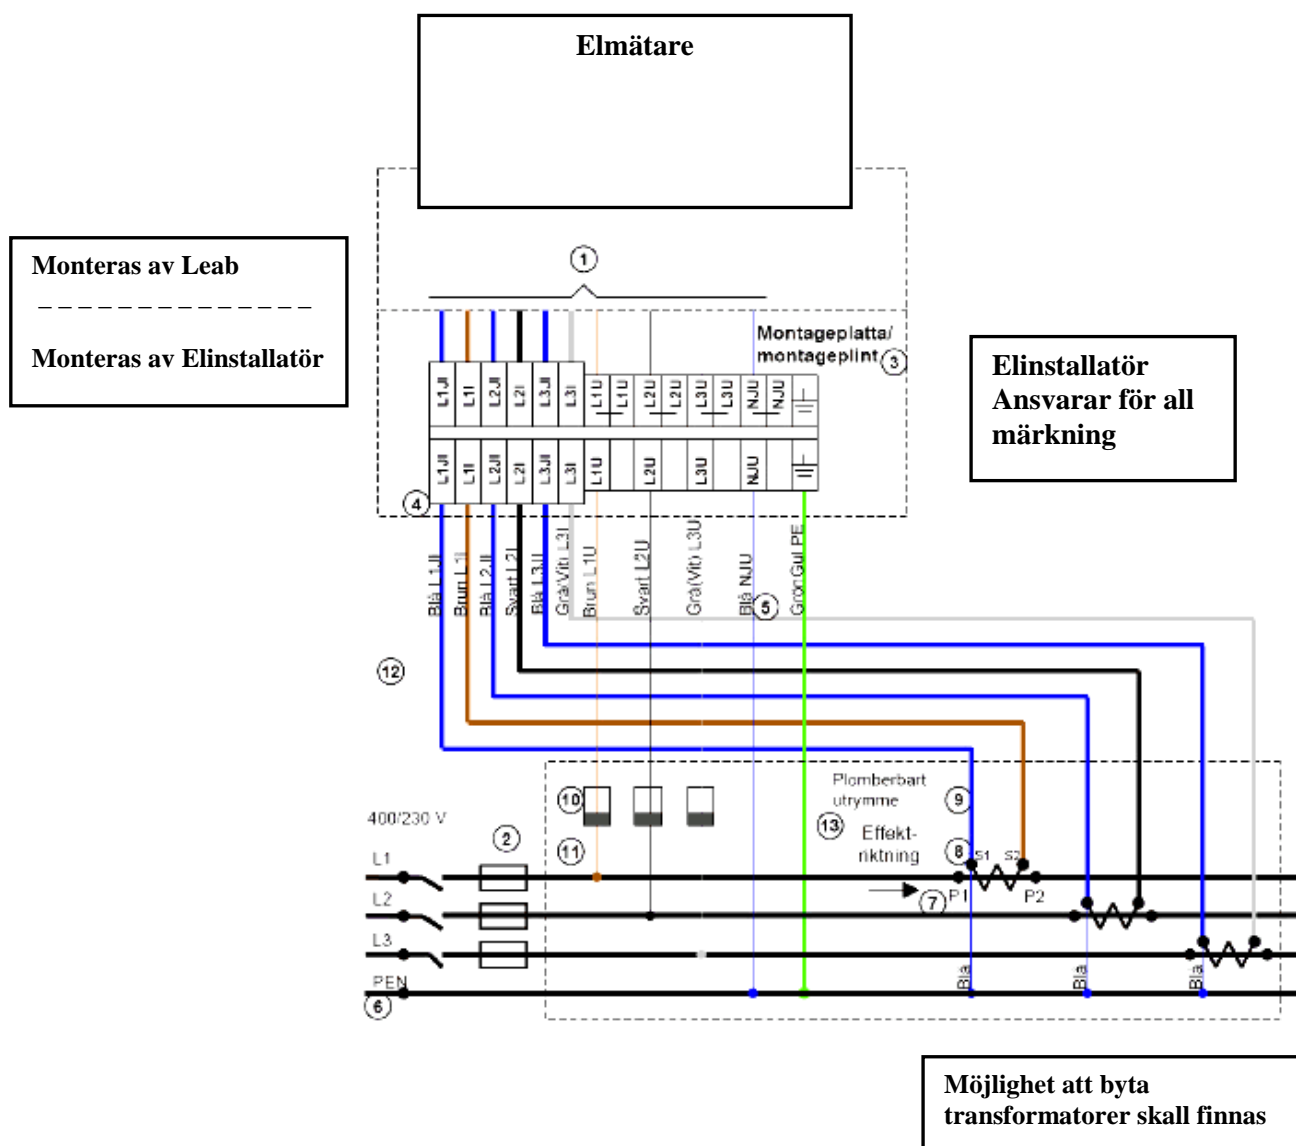 Elmätare
Monteras av Leab
Monteras av Elinstallatör
1
Montageplatta/
montageplint 3
Elinstallatör
Ansvarar för all
märkning
L1JI L1I L2JI L2I L3JI L3I L1U L1U L2U L2U L3U L3U NJU NJU
L1JI L1I L2JI L2I L3JI L3I L1U L2U L3U NJU
4
Blå L1JI
Brun L1I
Blå L2JI
Svart L2I
Blå L3JI
Grå(Vit) L3I
Brun L1U
Svart L2U
Grå(Vit) L3U
Blå NJU
Grön/Gul PE
5
12
Plomberbart
utrymme
10
9
13
400/230 V
2
11
Effekt-
riktning
8
S1 S2
L1
7
P1 P2
L2
L3
PEN
Blå
Blå
Blå
6
Möjlighet att byta
transformatorer skall finnas